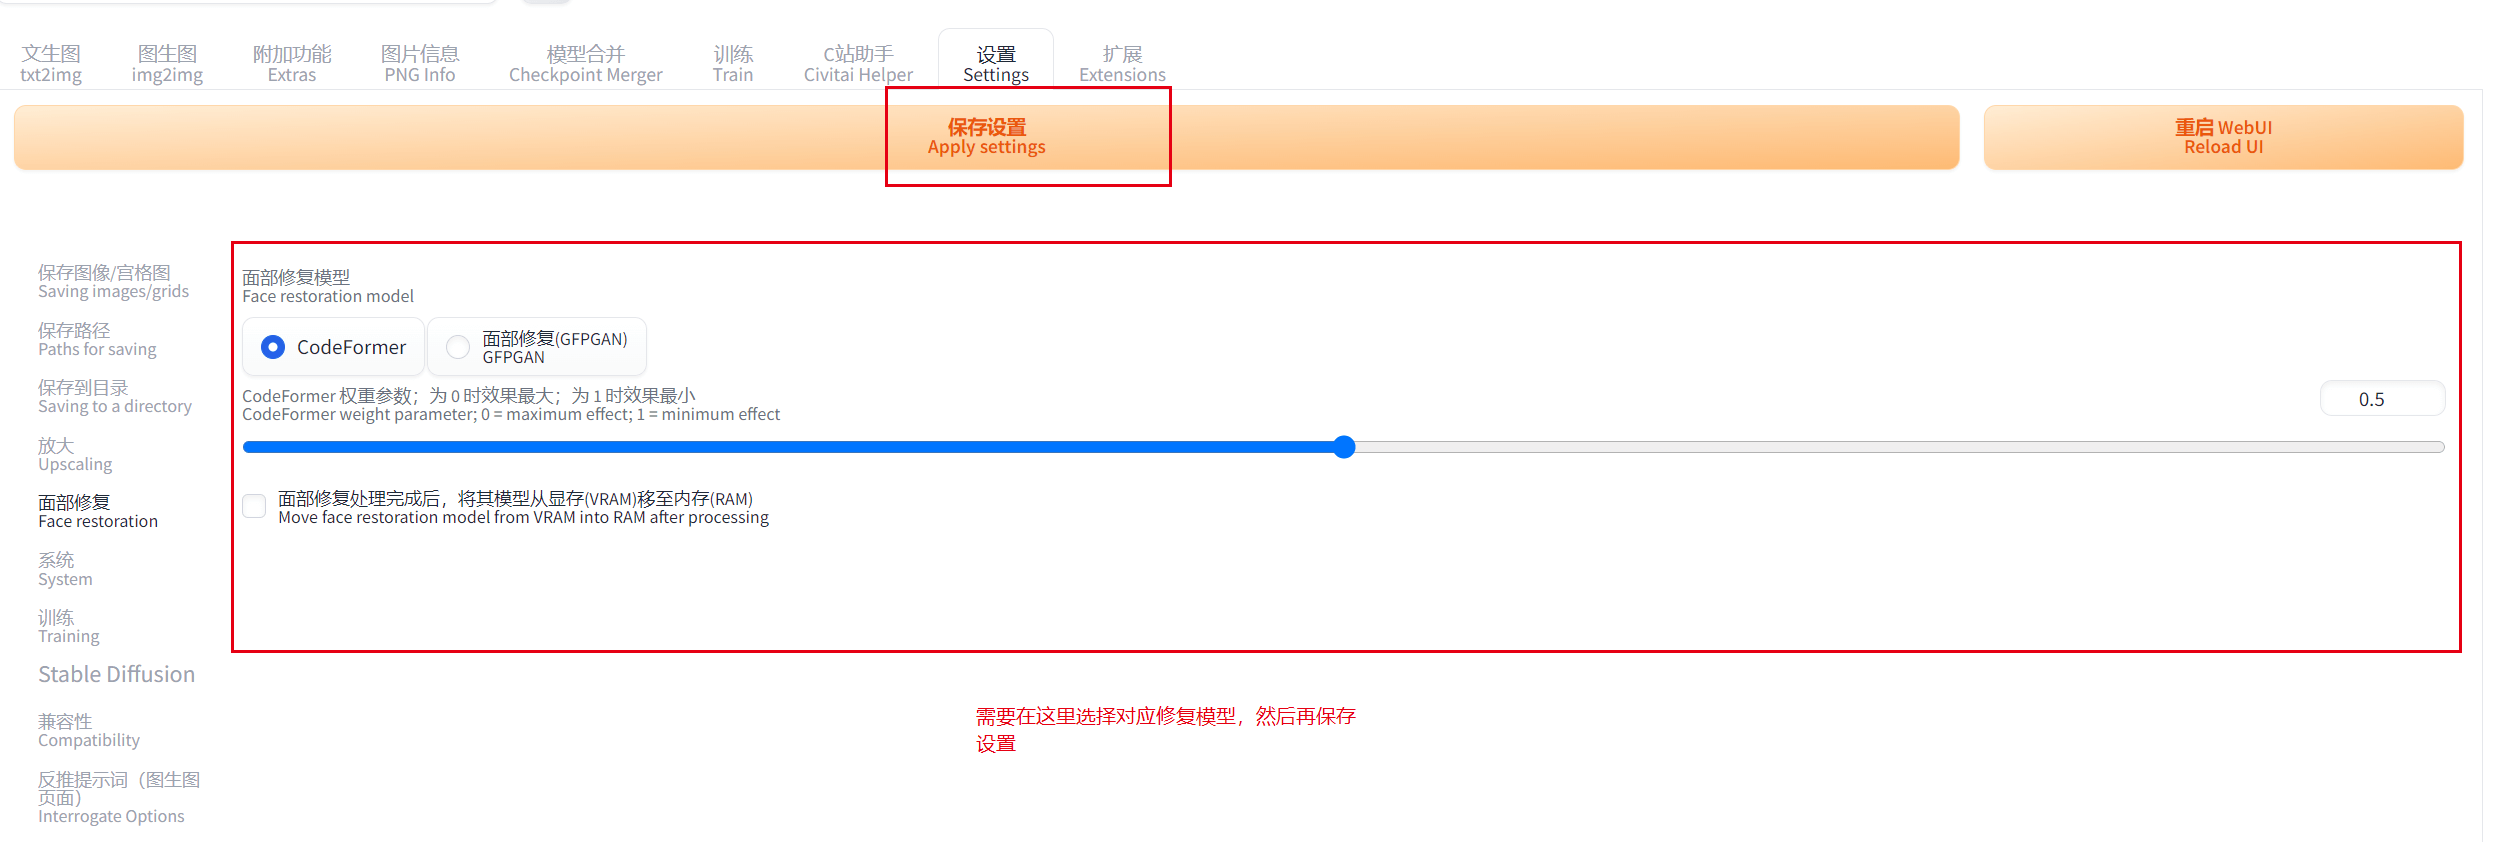 文生图
txt2img
图生图
img2img
附加功能
Extras
图片信息
PNG Info
模型合并
Checkpoint Merger
训练
Train
C站助手
Civitai Helper
设置
Settings
扩展
Extensions
保存设置
Apply settings
重启 WebUI
Reload UI
保存图像/宫格图
Saving images/grids
保存路径
Paths for saving
保存到目录
Saving to a directory
放大
Upscaling
面部修复
Face restoration
系统
System
训练
Training
Stable Diffusion
兼容性
Compatibility
反推提示词（图生图
页面）
Interrogate Options
面部修复模型
Face restoration model
CodeFormer
面部修复(GFPGAN)
GFPGAN
CodeFormer 权重参数；为 0 时效果最大；为 1 时效果最小
CodeFormer weight parameter; 0 = maximum effect; 1 = minimum effect
0.5
面部修复处理完成后，将其模型从显存(VRAM)移至内存(RAM)
Move face restoration model from VRAM into RAM after processing
需要在这里选择对应修复模型，然后再保存
设置